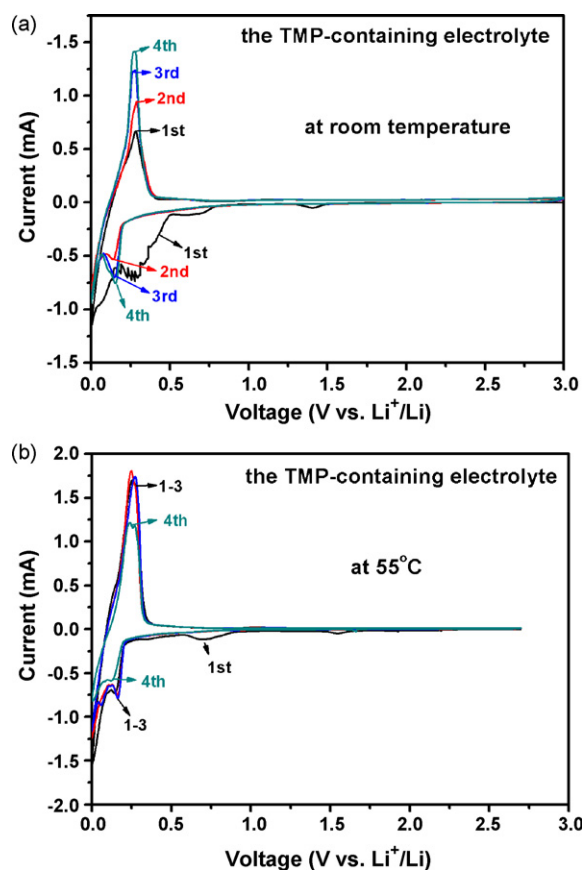 (a)
the TMP-containing electrolyte
4th
3rd
2nd
1st
at room temperature
1st
2nd
3rd
4th
Current (mA)
1.5
1.0
0.5
0.0
-0.5
-1.0
-1.5
0.0 0.5 1.0 1.5 2.0 2.5 3.0
Voltage (V vs. Li⁺/Li)
(b)
the TMP-containing electrolyte
1-3
4th
at 55°C
1st
4th
1-3
Current (mA)
2.0
1.5
1.0
0.5
0.0
-0.5
-1.0
-1.5
-2.0
0.0 0.5 1.0 1.5 2.0 2.5 3.0
Voltage (V vs. Li⁺/Li)